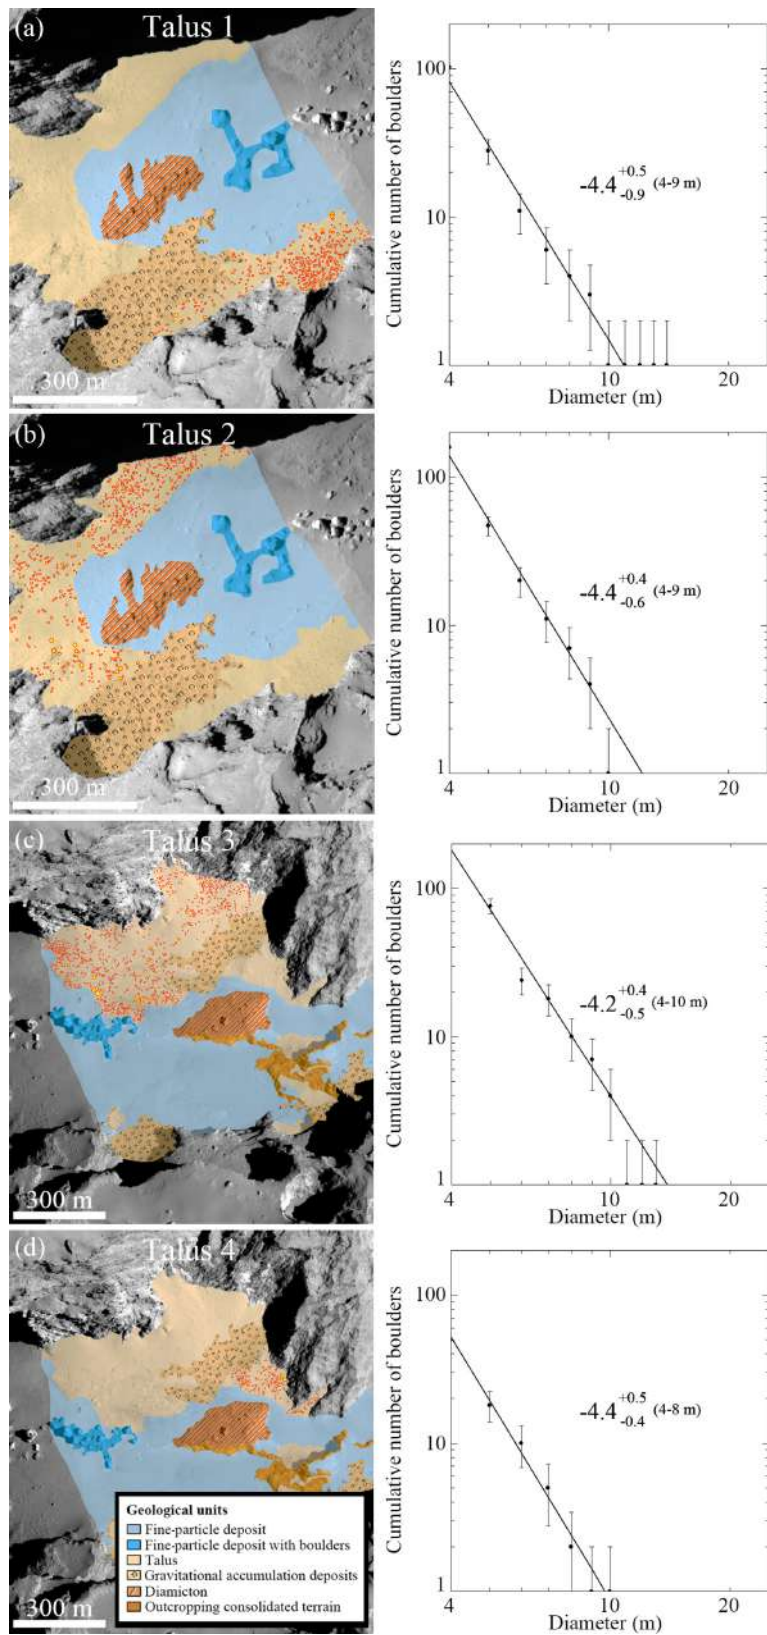 (a) Talus 1
300 m
Cumulative number of boulders
100
10
1
-4.4 +0.5 -0.9 (4-9 m)
4 10 20
Diameter (m)
(b) Talus 2
300 m
Cumulative number of boulders
100
10
1
-4.4 +0.4 -0.6 (4-9 m)
4 10 20
Diameter (m)
(c) Talus 3
300 m
Cumulative number of boulders
100
10
1
-4.2 +0.4 -0.5 (4-10 m)
4 10 20
Diameter (m)
(d) Talus 4
Geological units
Fine-particle deposit
Fine-particle deposit with boulders
Talus
Gravitational accumulation deposits
Diamicton
Outcropping consolidated terrain
300 m
Cumulative number of boulders
100
10
1
-4.4 +0.5 -0.4 (4-8 m)
4 10 20
Diameter (m)